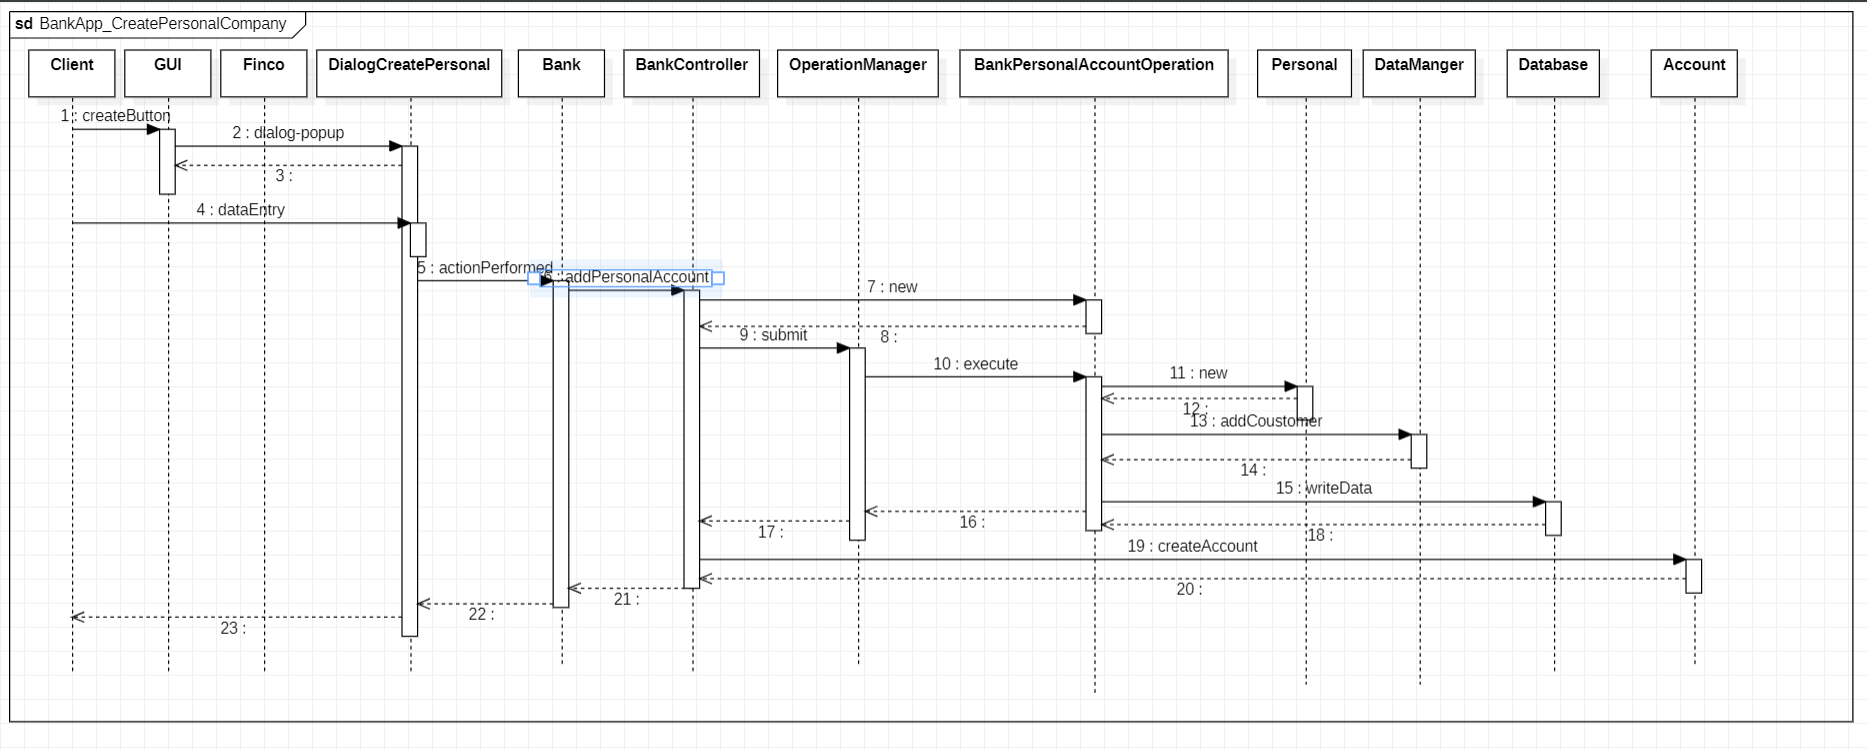 sd BankApp_CreatePersonalCompany
Client
GUI
Finco
DialogCreatePersonal
Bank
BankController
OperationManager
BankPersonalAccountOperation
Personal
DataManger
Database
Account
1 : createButton
2 : dialog-popup
3 :
4 : dataEntry
5 : actionPerformed
6 : addPersonalAccount
7 : new
8 :
9 : submit
10 : execute
11 : new
12 :
13 : addCoustomer
14 :
15 : writeData
16 :
17 :
18 :
19 : createAccount
20 :
21 :
22 :
23 :